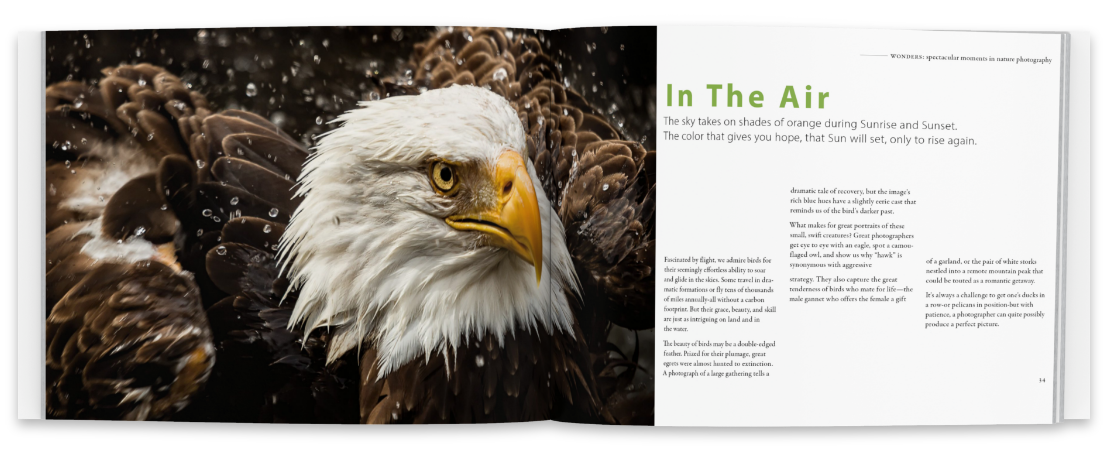 WONDERS: spectacular moments in nature photography
In The Air
The sky takes on shades of orange during Sunrise and Sunset.
The color that gives you hope, that Sun will set, only to rise again.
Fascinated by flight, we admire birds for
their seemingly effortless ability to soar
and glide in the skies. Some travel in dra-
matic formations or fly tens of thousands
of miles annually-all without a carbon
footprint. But their grace, beauty, and skill
are just as intriguing on land and in
the water.
The beauty of birds may be a double-edged
feather. Prized for their plumage, great
egrets were almost hunted to extinction.
A photograph of a large gathering tells a
dramatic tale of recovery, but the image's
rich blue hues have a slightly eerie cast that
reminds us of the bird's darker past.
What makes for great portraits of these
small, swift creatures? Great photographers
get eye to eye with an eagle, spot a camou-
flaged owl, and show us why "hawk" is
synonymous with aggressive
strategy. They also capture the great
tenderness of birds who mate for life—the
male gannet who offers the female a gift
of a garland, or the pair of white storks
nestled into a remote mountain peak that
could be touted as a romantic getaway.
It's always a challenge to get one's ducks in
a row-or pelicans in position-but with
patience, a photographer can quite possibly
produce a perfect picture.
14